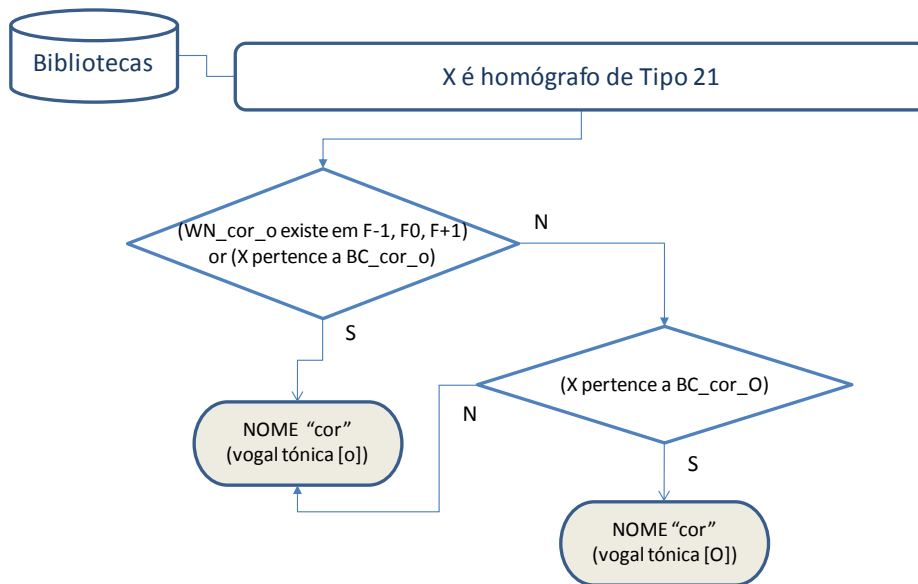 Bibliotecas
X é homógrafo de Tipo 21
(WN_cor_o existe em F-1, F0, F+1)
or (X pertence a BC_cor_o)
N
S
(X pertence a BC_cor_O)
N
S
NOME “cor”
(vogal tónica [o])
NOME “cor”
(vogal tónica [O])